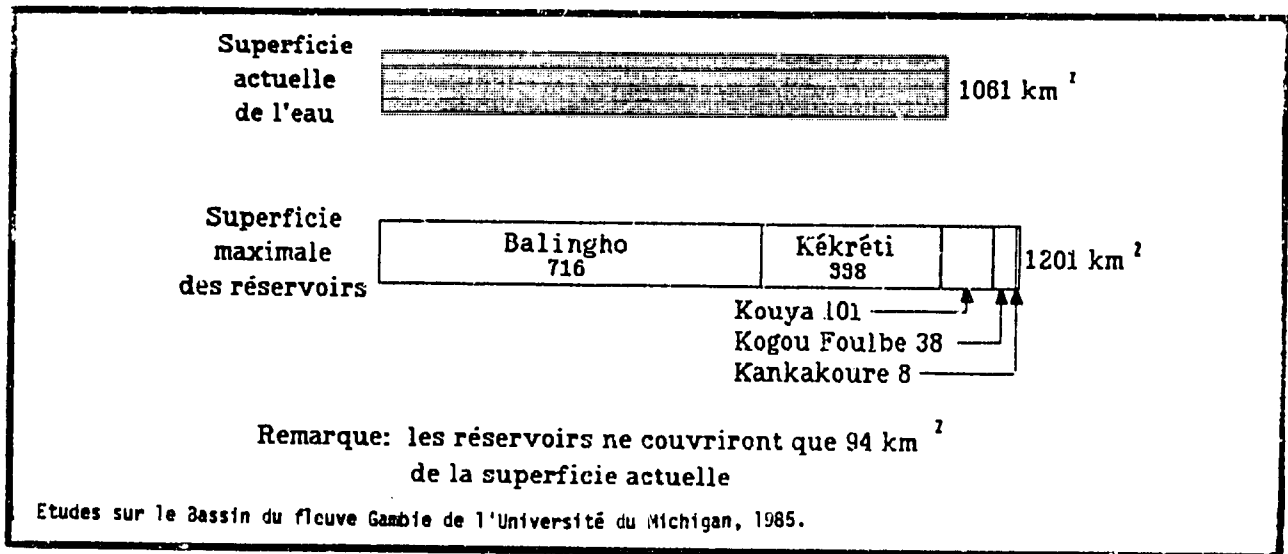 Superficie
actuelle
de l'eau
1061 km²
Superficie
maximale
des réservoirs
Balingho
716
Kékréti
338
1201 km²
Kouya 101
Kogou Foulbe 38
Kankakoure 8
Remarque: les réservoirs ne couvriront que 94 km²
de la superficie actuelle
Etudes sur le Bassin du fleuve Gambie de l'Université du Michigan, 1985.